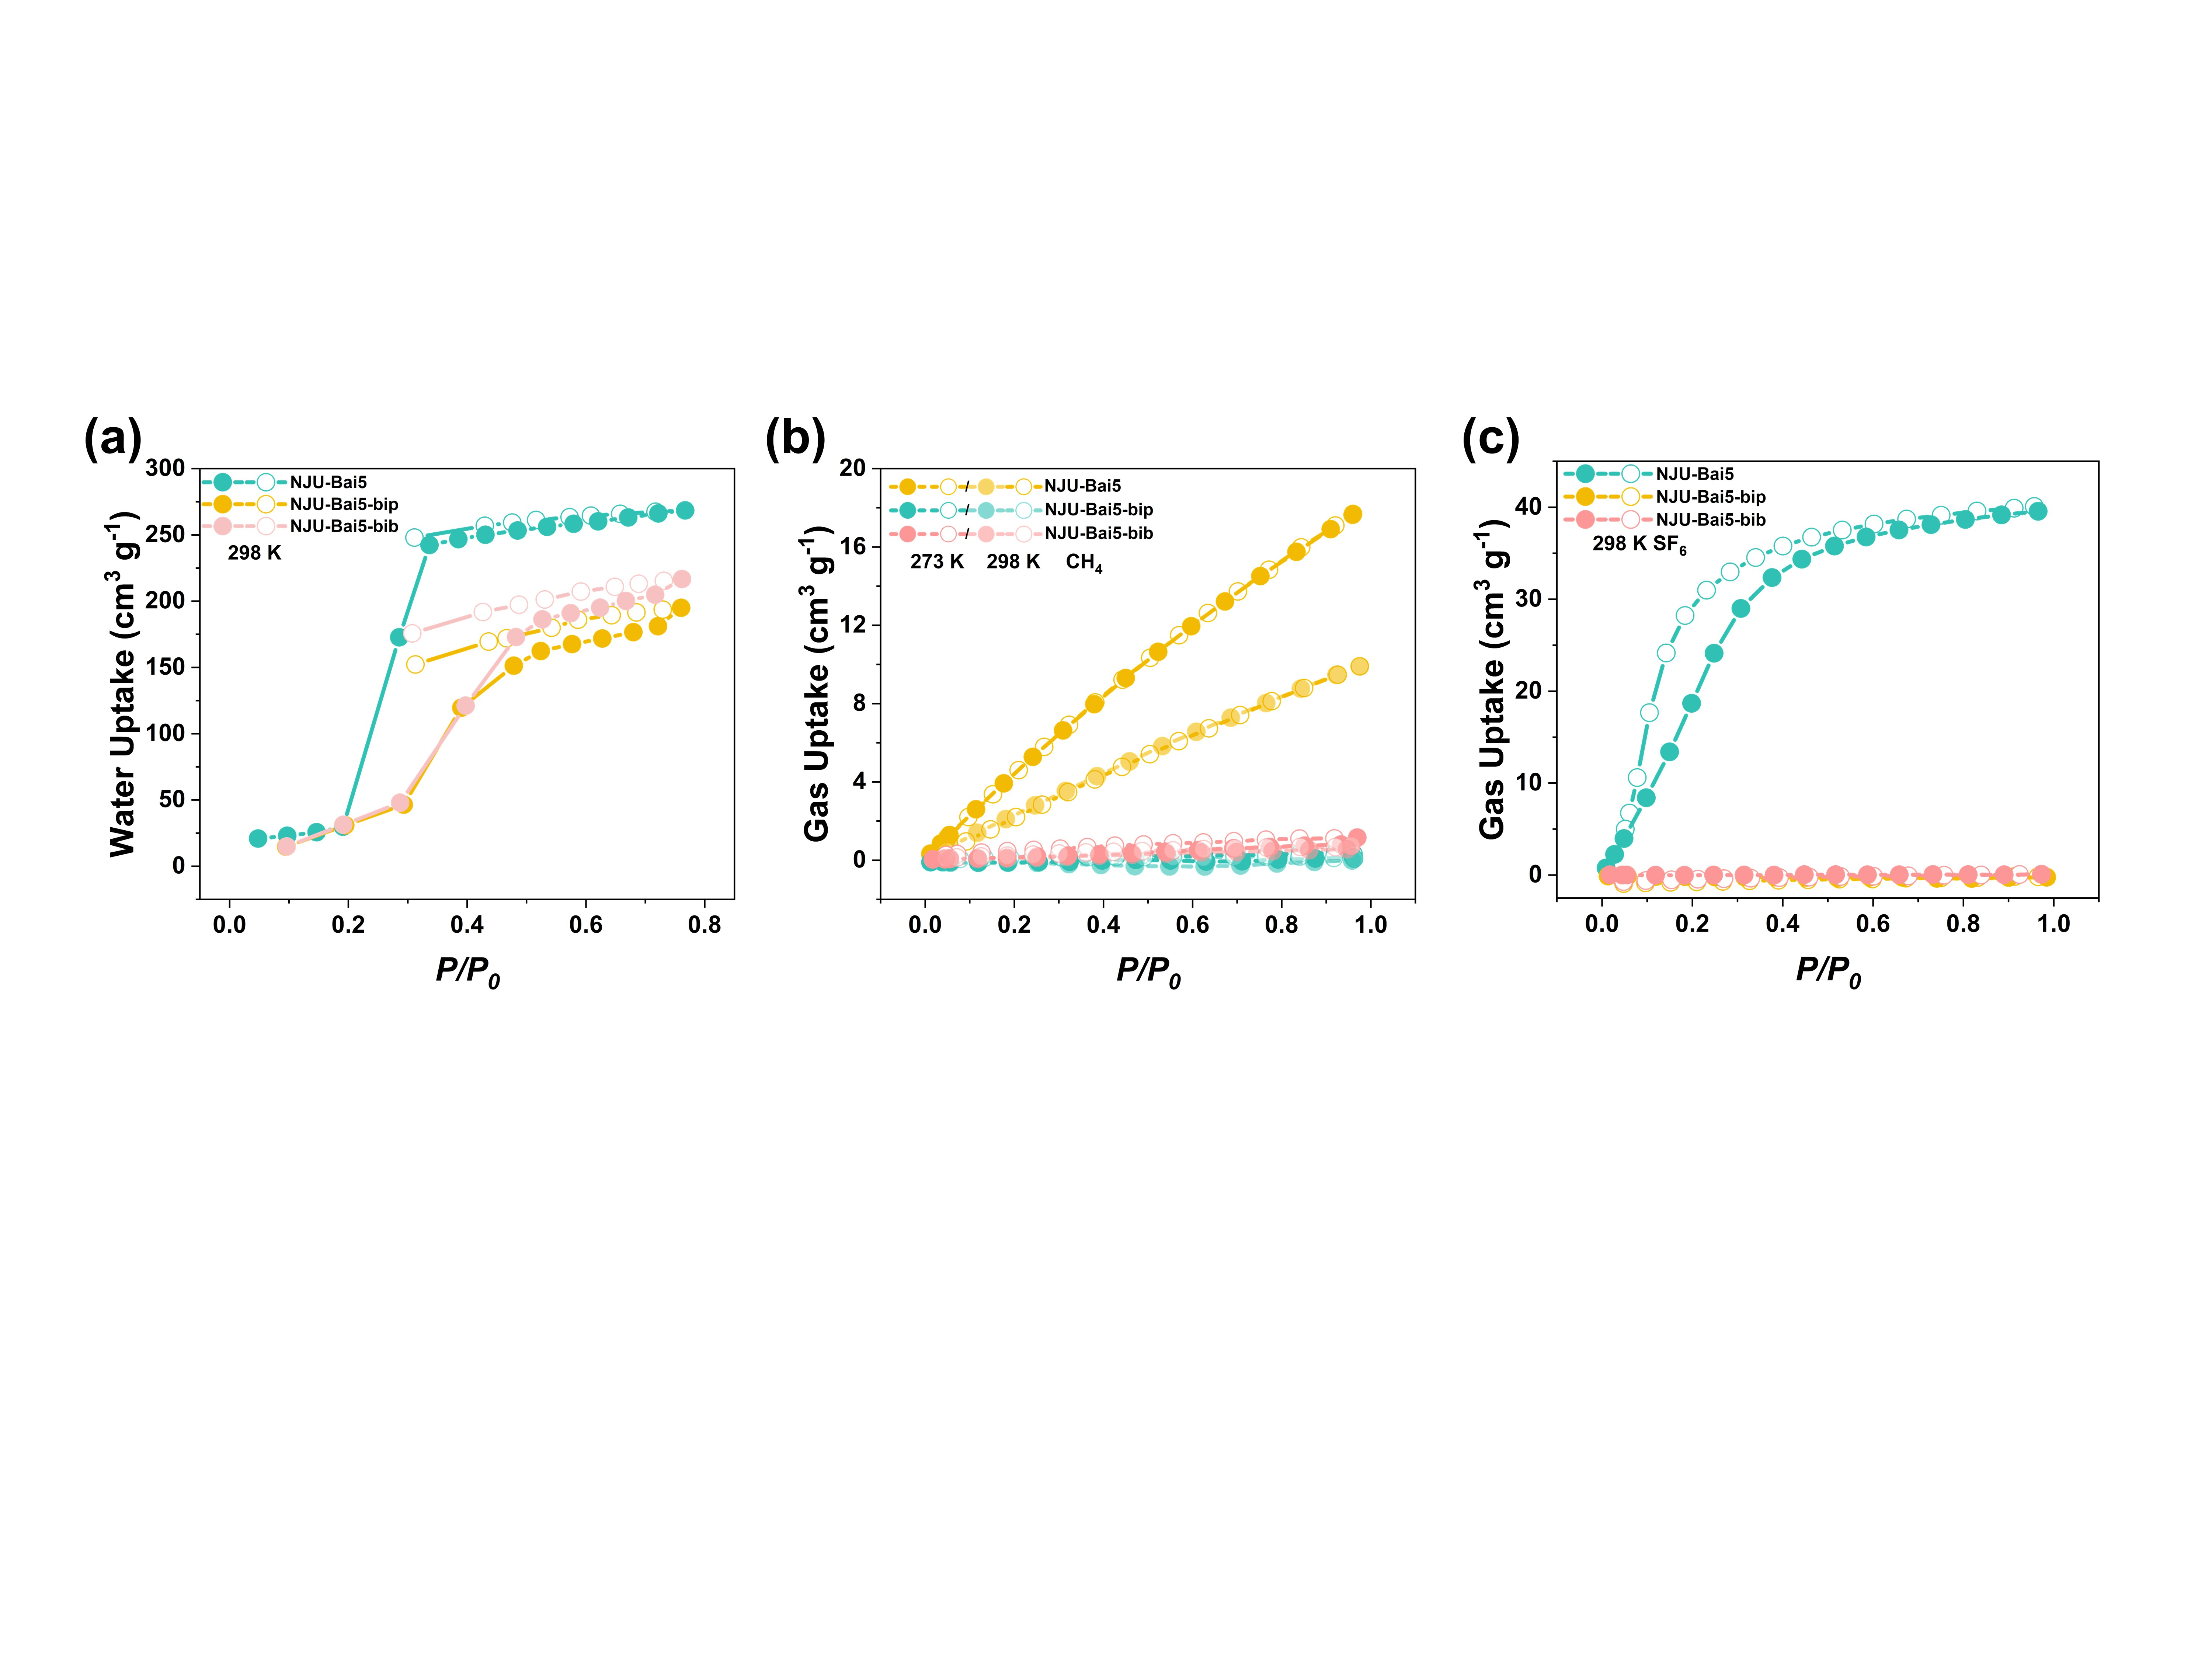 (a)
300
250
200
150
100
50
0
Water Uptake (cm³ g⁻¹)
NJU-Bai5
NJU-Bai5-bip
NJU-Bai5-bib
298 K
0.0 0.2 0.4 0.6 0.8
P/P₀
(b)
20
16
12
8
4
0
Gas Uptake (cm³ g⁻¹)
/ NJU-Bai5
/ NJU-Bai5-bip
/ NJU-Bai5-bib
273 K 298 K CH₄
0.0 0.2 0.4 0.6 0.8 1.0
P/P₀
(c)
40
30
20
10
0
Gas Uptake (cm³ g⁻¹)
NJU-Bai5
NJU-Bai5-bip
NJU-Bai5-bib
298 K SF₆
0.0 0.2 0.4 0.6 0.8 1.0
P/P₀